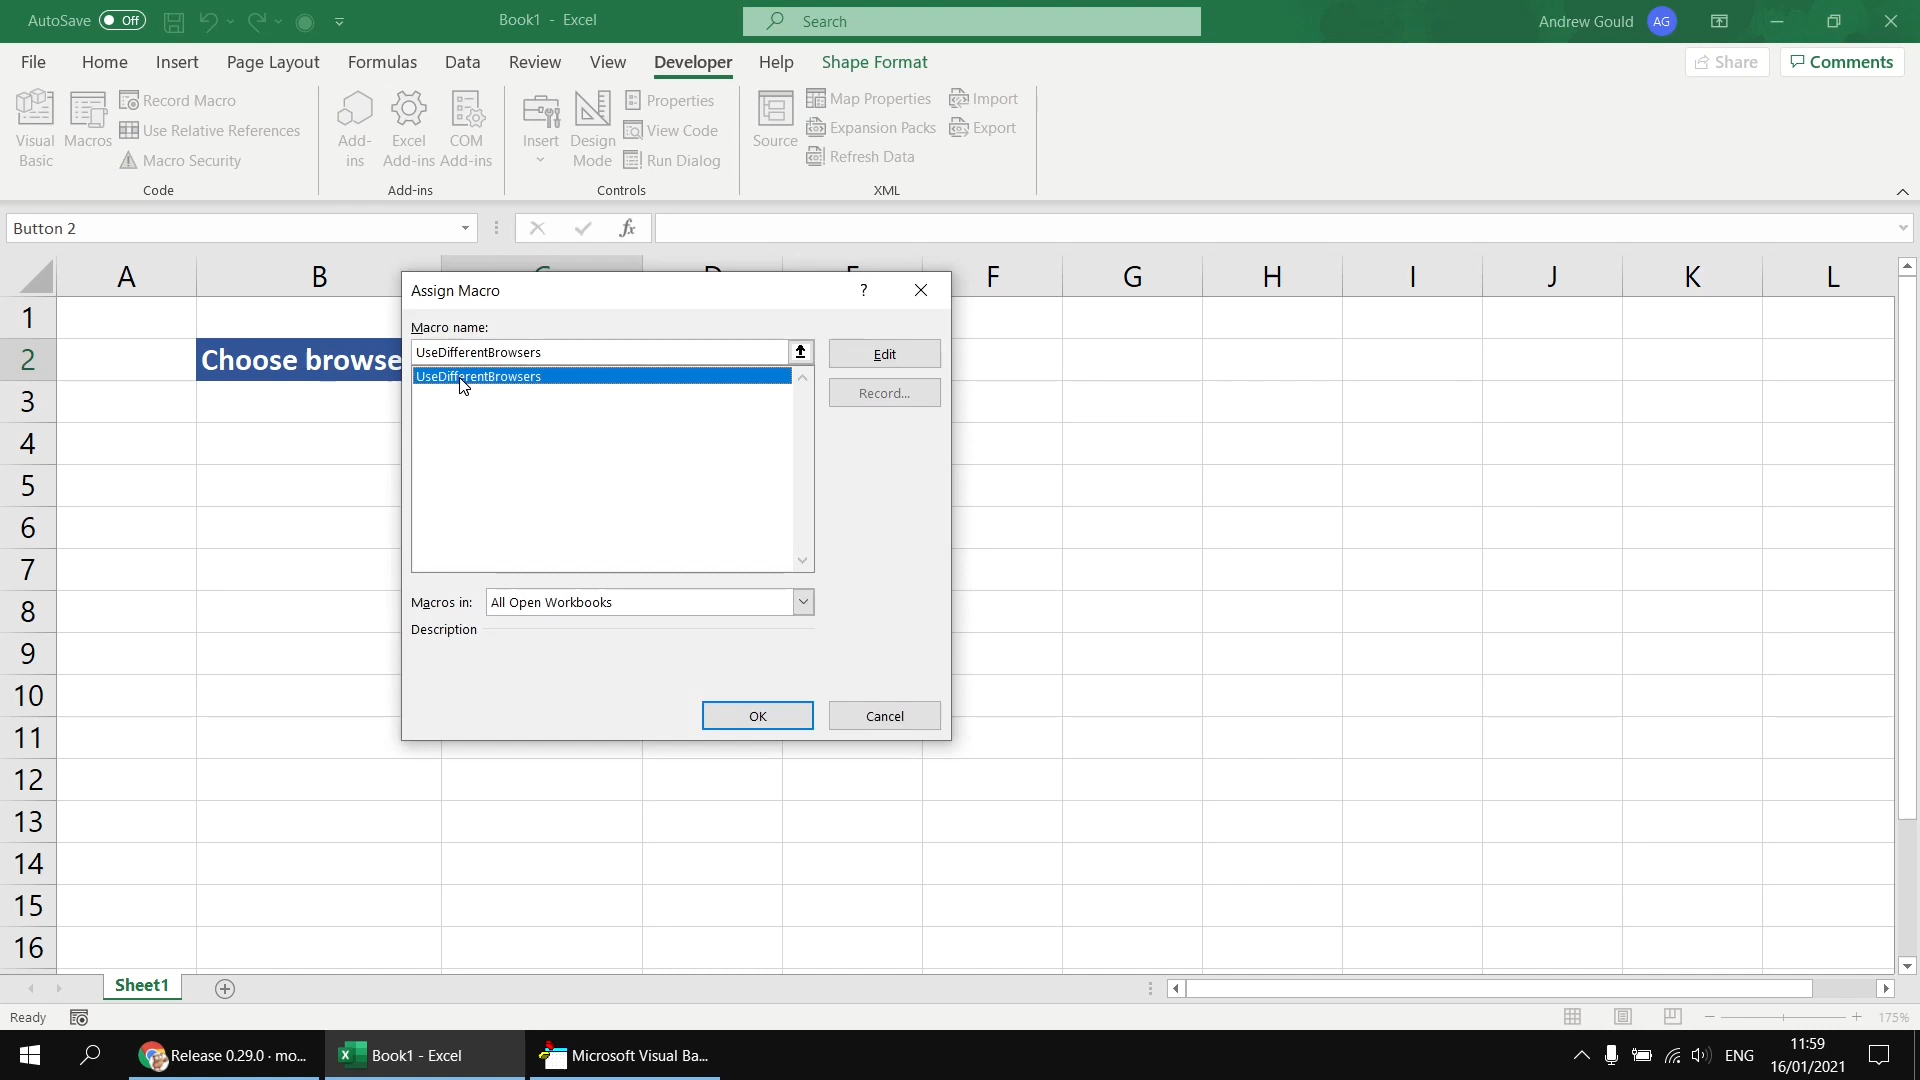 AutoSave Off
Book1 - Excel
Search
Andrew Gould AG
File Home Insert Page Layout Formulas Data Review View Developer Help Shape Format
Share Comments
Visual Basic
Macros
Record Macro
Use Relative References
Macro Security
Code
Add-ins
Excel Add-ins
COM Add-ins
Add-ins
Insert
Design Mode
Properties
View Code
Run Dialog
Controls
Source
Map Properties
Expansion Packs
Refresh Data
Import
Export
XML
Button 2
fx
A B F G H I J K L
1
2 Choose browse
3
4
5
6
7
8
9
10
11
12
13
14
15
16
Assign Macro ?
Macro name:
UseDifferentBrowsers
UseDifferentBrowsers
Edit
Record...
Macros in: All Open Workbooks
Description
OK Cancel
Sheet1
Ready
175%
Release 0.29.0 · mo...
Book1 - Excel
Microsoft Visual Ba...
ENG
11:59
16/01/2021